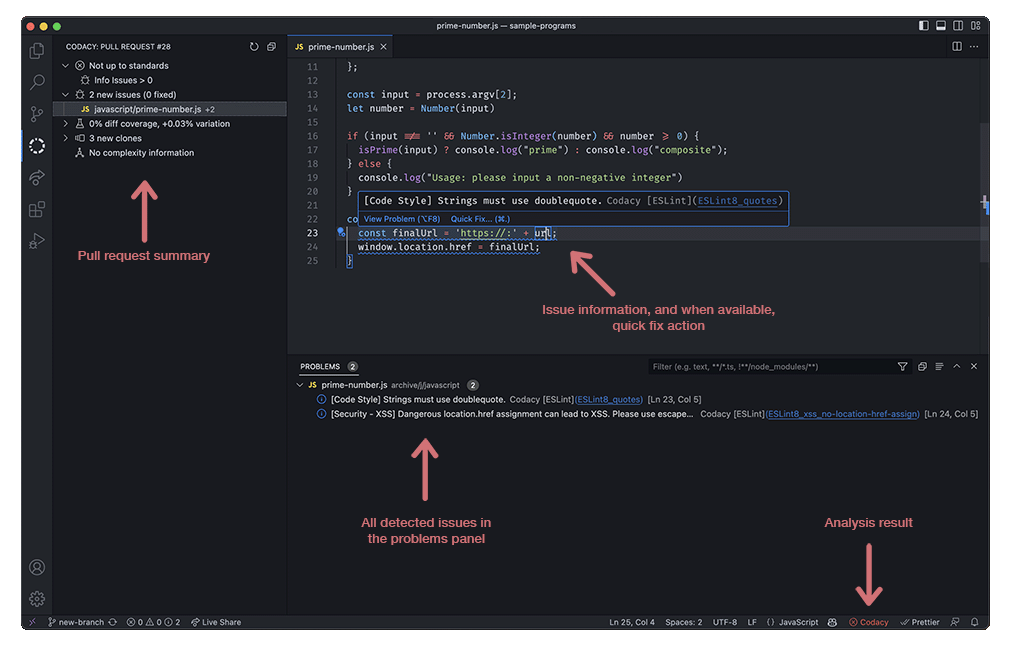 prime-number.js — sample-programs
CODACY: PULL REQUEST #28
Not up to standards
Info Issues > 0
2 new issues (0 fixed)
JS javascript/prime-number.js +2
0% diff coverage, +0.03% variation
3 new clones
No complexity information
Pull request summary
JS prime-number.js
11 };
12
13 const input = process.argv[2];
14 let number = Number(input)
15
16 if (input !== '' && Number.isInteger(number) && number >= 0) {
17 isPrime(input) ? console.log("prime") : console.log("composite");
18 } else {
19 console.log("Usage: please input a non-negative integer")
20 }
21
[Code Style] Strings must use doublequote. Codacy [ESLint](ESLint8_quotes)
View Problem (⌥F8) Quick Fix... (⌘.)
22 co
23 const finalUrl = 'https://:' + url;
24 window.location.href = finalUrl;
25 }
Issue information, and when available,
quick fix action
PROBLEMS 2
Filter (e.g. text, **/*.ts, !**/node_modules/**)
JS prime-number.js archive/j/javascript 2
[Code Style] Strings must use doublequote. Codacy [ESLint](ESLint8_quotes) [Ln 23, Col 5]
[Security - XSS] Dangerous location.href assignment can lead to XSS. Please use escape... Codacy [ESLint](ESLint8_xss_no-location-href-assign) [Ln 24, Col 5]
All detected issues in
the problems panel
Analysis result
new-branch 0 0 2 Live Share
Ln 25, Col 4 Spaces: 2 UTF-8 LF {} JavaScript Codacy Prettier